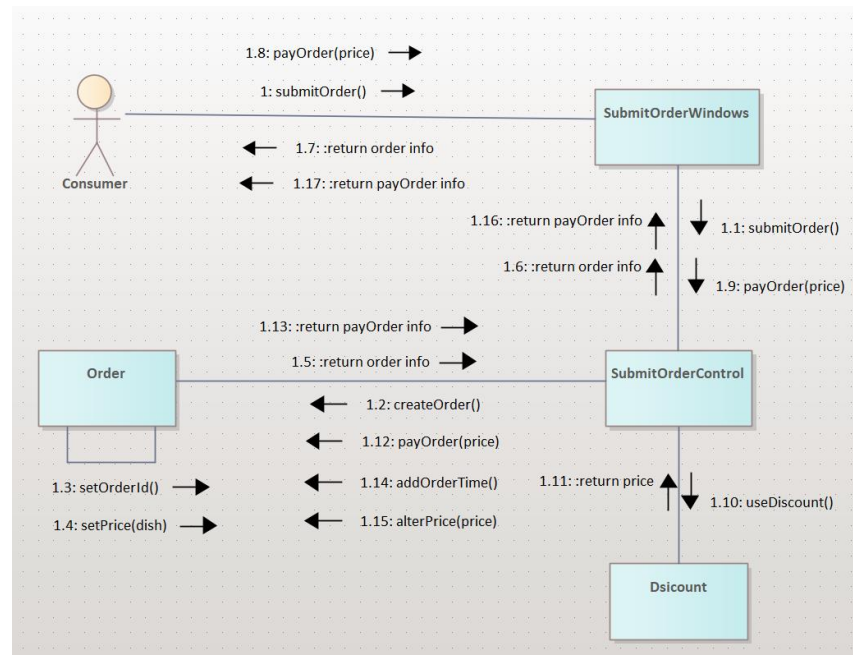 1.8: payOrder(price)
1: submitOrder()
SubmitOrderWindows
1.7: :return order info
Consumer
1.17: :return payOrder info
1.16: :return payOrder info
1.1: submitOrder()
1.6: :return order info
1.9: payOrder(price)
1.13: :return payOrder info
1.5: :return order info
Order
SubmitOrderControl
1.2: createOrder()
1.12: payOrder(price)
1.3: setOrderId()
1.14: addOrderTime()
1.11: :return price
1.10: useDiscount()
1.4: setPrice(dish)
1.15: alterPrice(price)
Dsicount